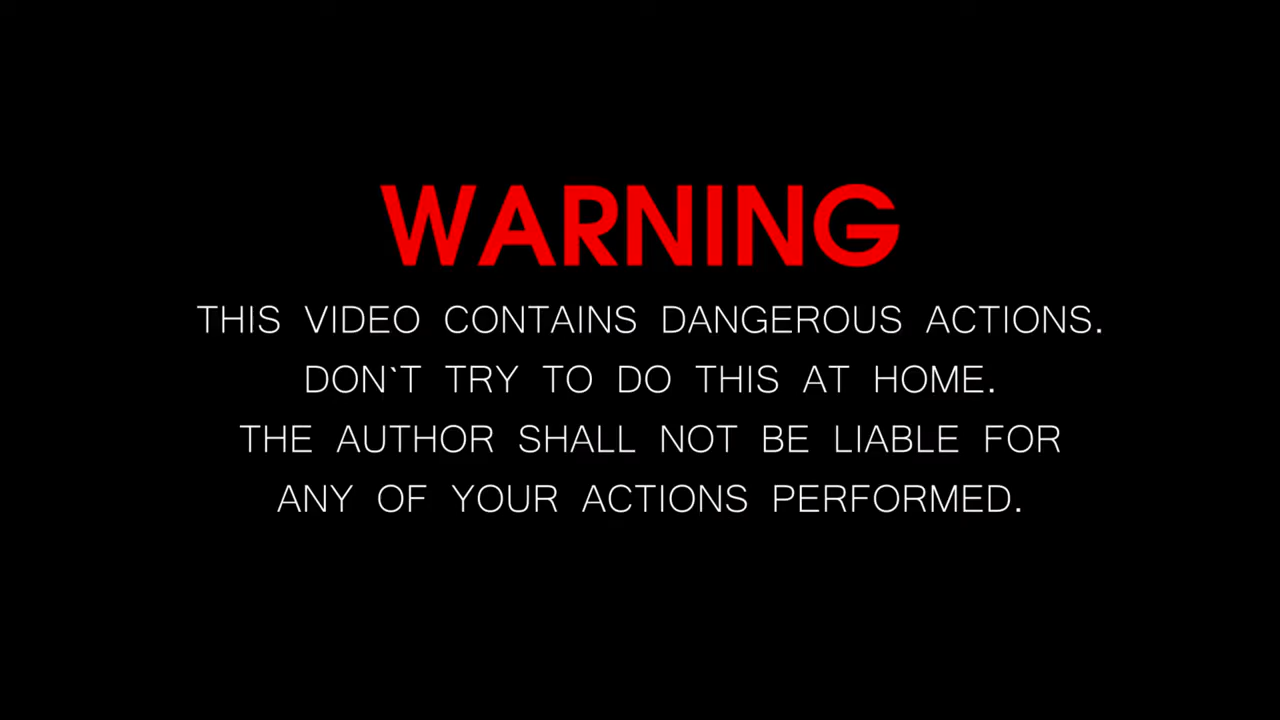 WARNING
THIS VIDEO CONTAINS DANGEROUS ACTIONS.
DON`T TRY TO DO THIS AT HOME.
THE AUTHOR SHALL NOT BE LIABLE FOR
ANY OF YOUR ACTIONS PERFORMED.